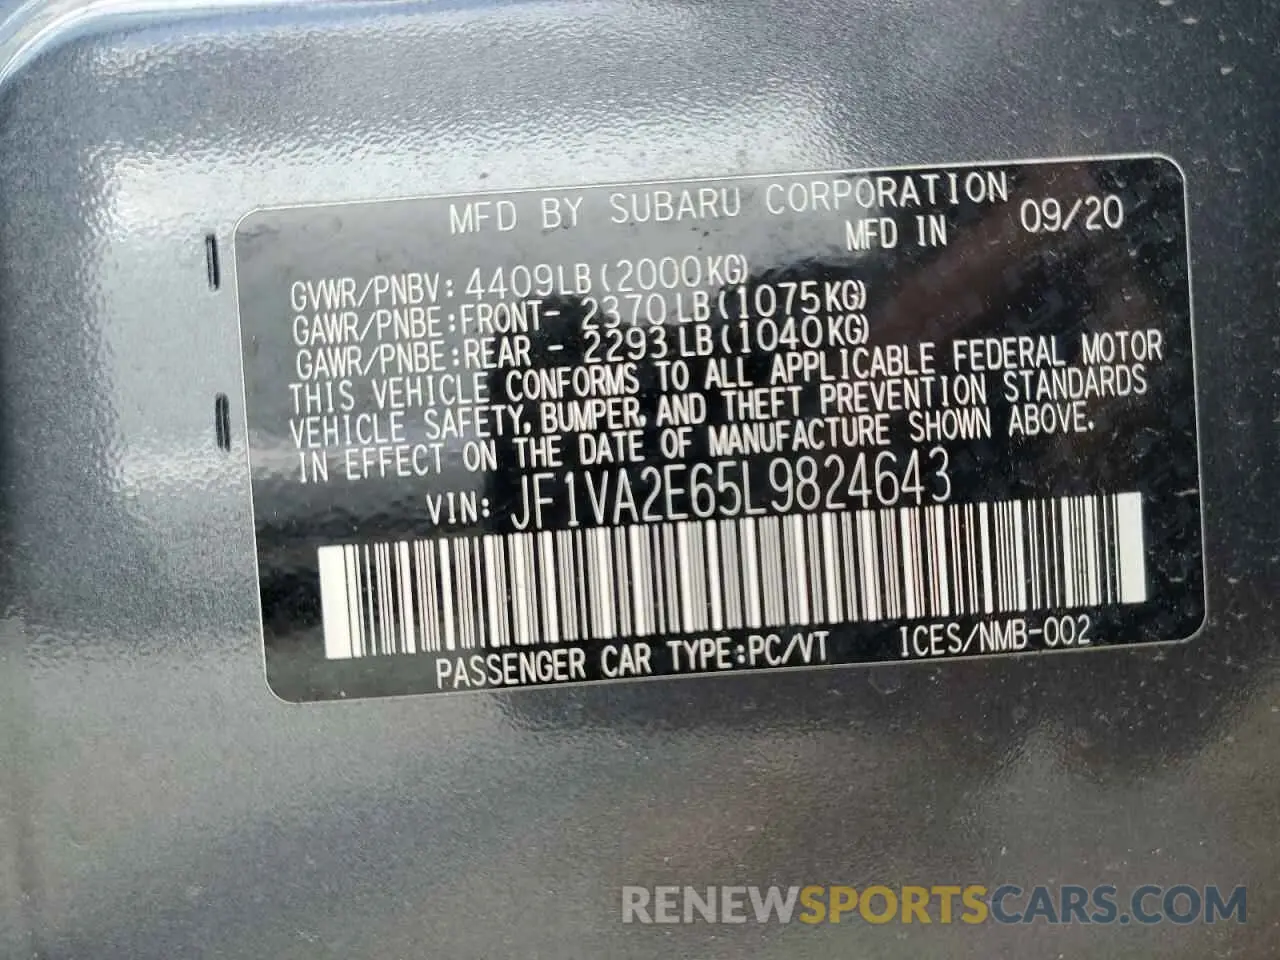 MFD BY SUBARU CORPORATION
MFD IN 09/20
GVWR/PNBV: 4409LB (2000KG)
GAWR/PNBE:FRONT- 2370LB (1075KG)
GAWR/PNBE:REAR - 2293LB (1040KG)
THIS VEHICLE CONFORMS TO ALL APPLICABLE FEDERAL MOTOR
VEHICLE SAFETY, BUMPER, AND THEFT PREVENTION STANDARDS
IN EFFECT ON THE DATE OF MANUFACTURE SHOWN ABOVE.
VIN: JF1VA2E65L9824643
PASSENGER CAR TYPE:PC/VT ICES/NMB-002
RENEWSPORTSCARS.COM